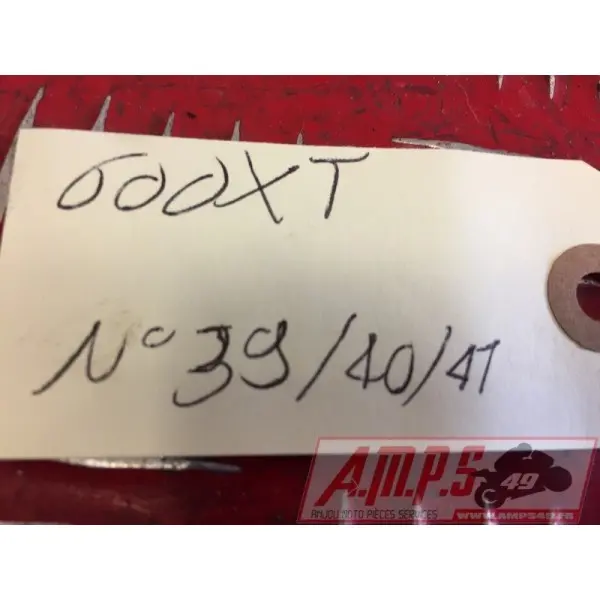 600XT
N° 39/40/41
A.M.P.S 49
ANJOU MOTO PIÈCES SERVICES
WWW.AMPS49.FR